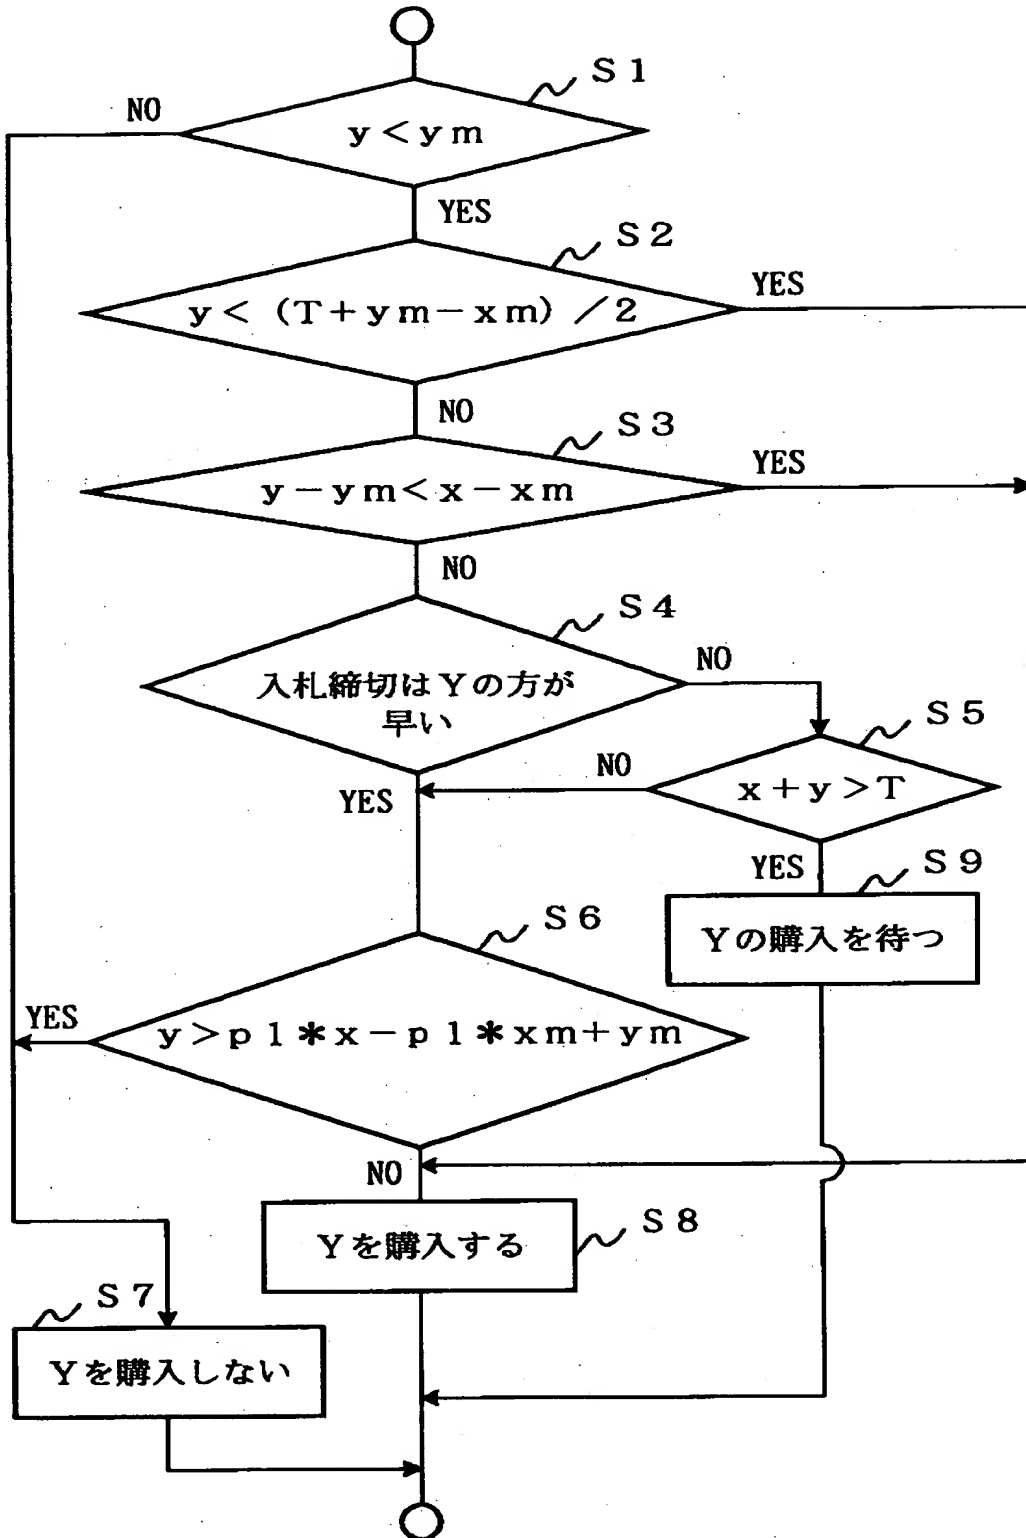 S1
NO
y<ym
YES
S2
YES
y<(T+ym-xm)/2
NO
S3
YES
y-ym<x-xm
NO
S4
NO
入札締切はYの方が
早い
S5
NO
x+y>T
YES
YES
S9
Yの購入を待つ
S6
YES
y>p1*x-p1*xm+ym
NO
S8
Yを購入する
S7
Yを購入しない